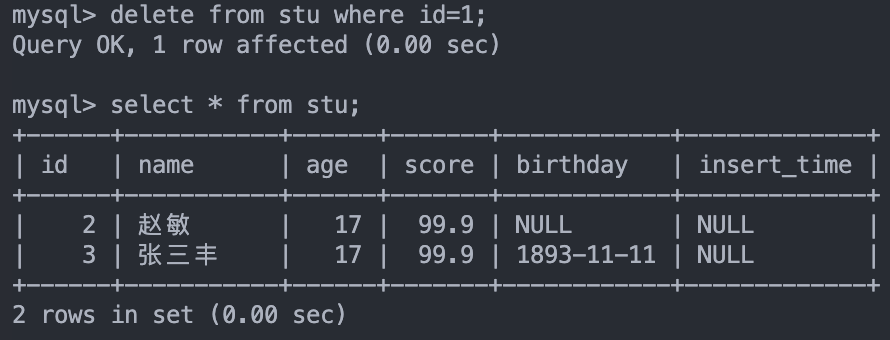 mysql> delete from stu where id=1;
Query OK, 1 row affected (0.00 sec)

mysql> select * from stu;
+------+-----------+------+-------+------------+-------------+
| id   | name      | age  | score | birthday   | insert_time |
+------+-----------+------+-------+------------+-------------+
|    2 | 赵敏      |   17 |  99.9 | NULL       | NULL        |
|    3 | 张三丰    |   17 |  99.9 | 1893-11-11 | NULL        |
+------+-----------+------+-------+------------+-------------+
2 rows in set (0.00 sec)